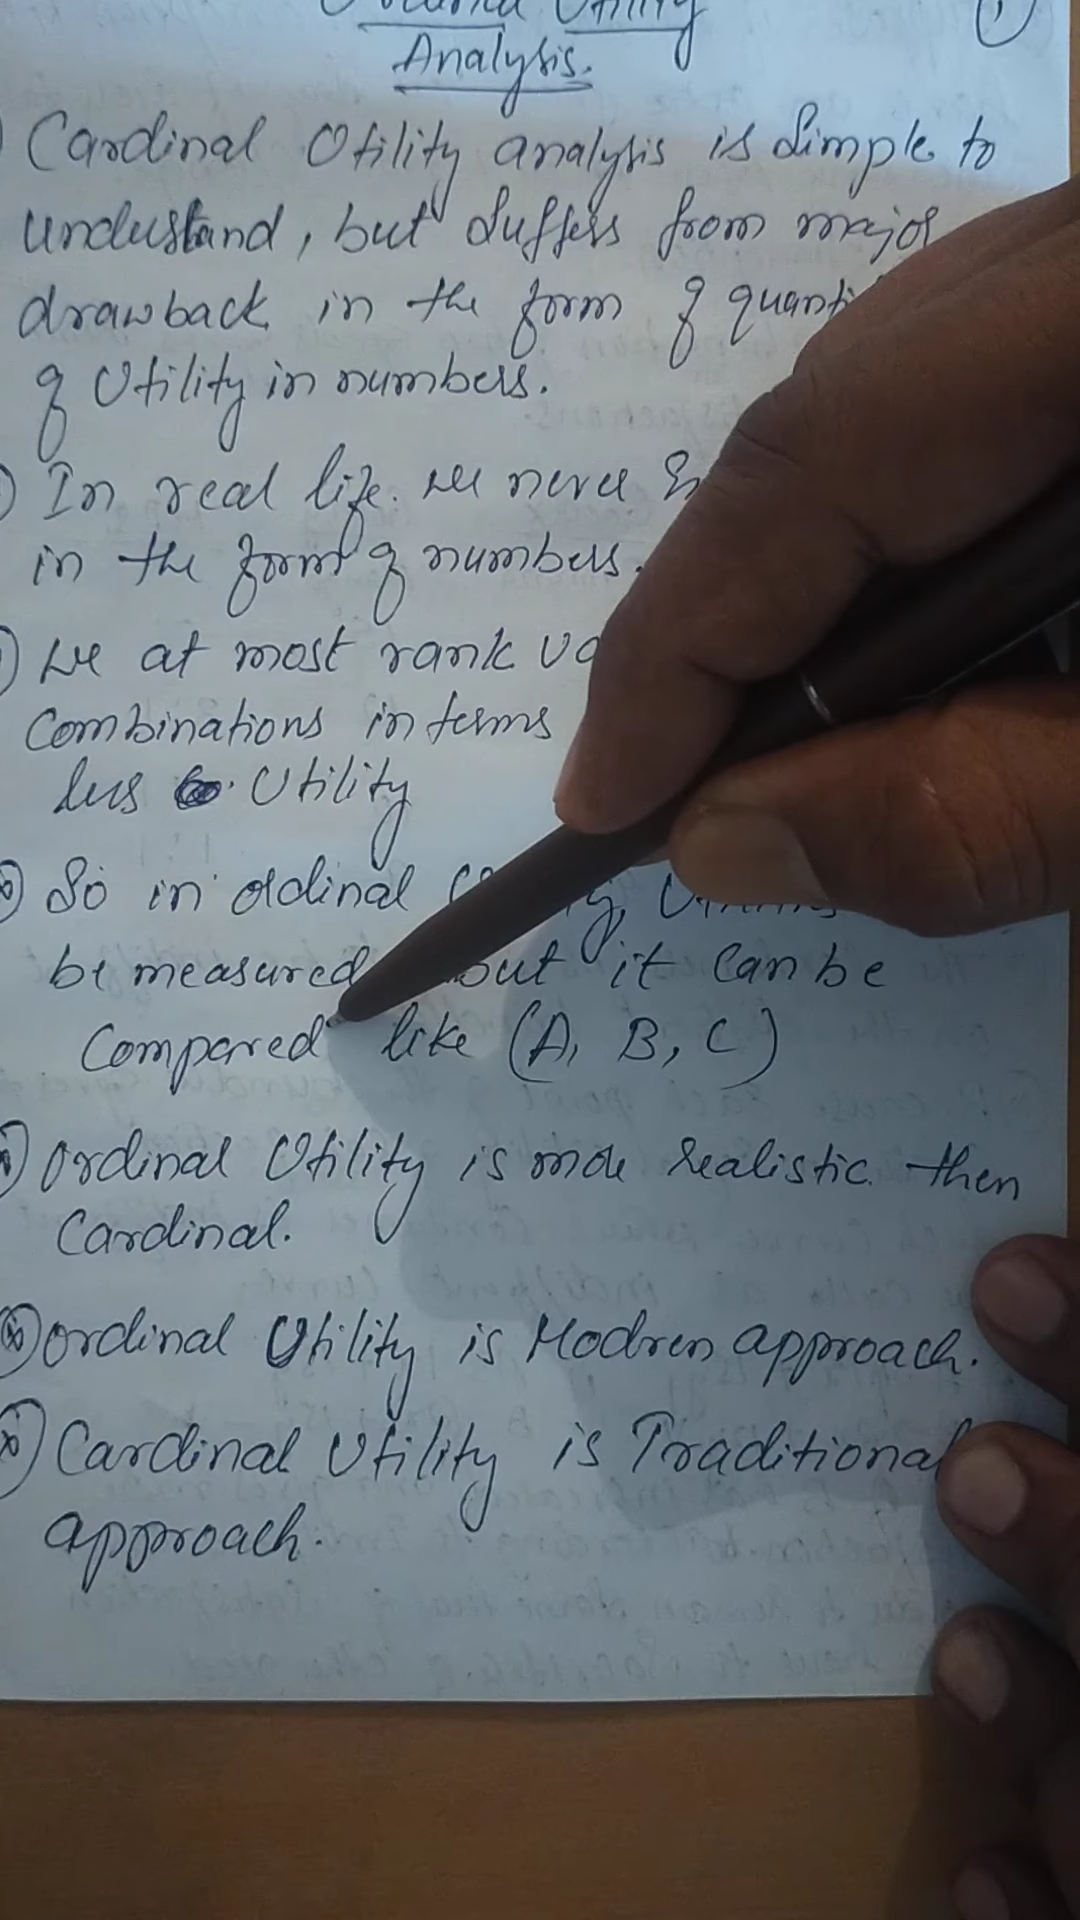 Utility
Analysis.
Cardinal Utility analysis is simple to
understand, but suffers from major
drawback in the form of
of Utility in numbers.
In real life we never
in the form of numbers.
We at most rank
Combinations in terms
less Utility
So in ordinal
be measured but it can be
Compared like (A, B, C)
Ordinal Utility is more realistic then
Cardinal.
Ordinal Utility is Modren approach.
Cardinal Utility is Traditional
approach.